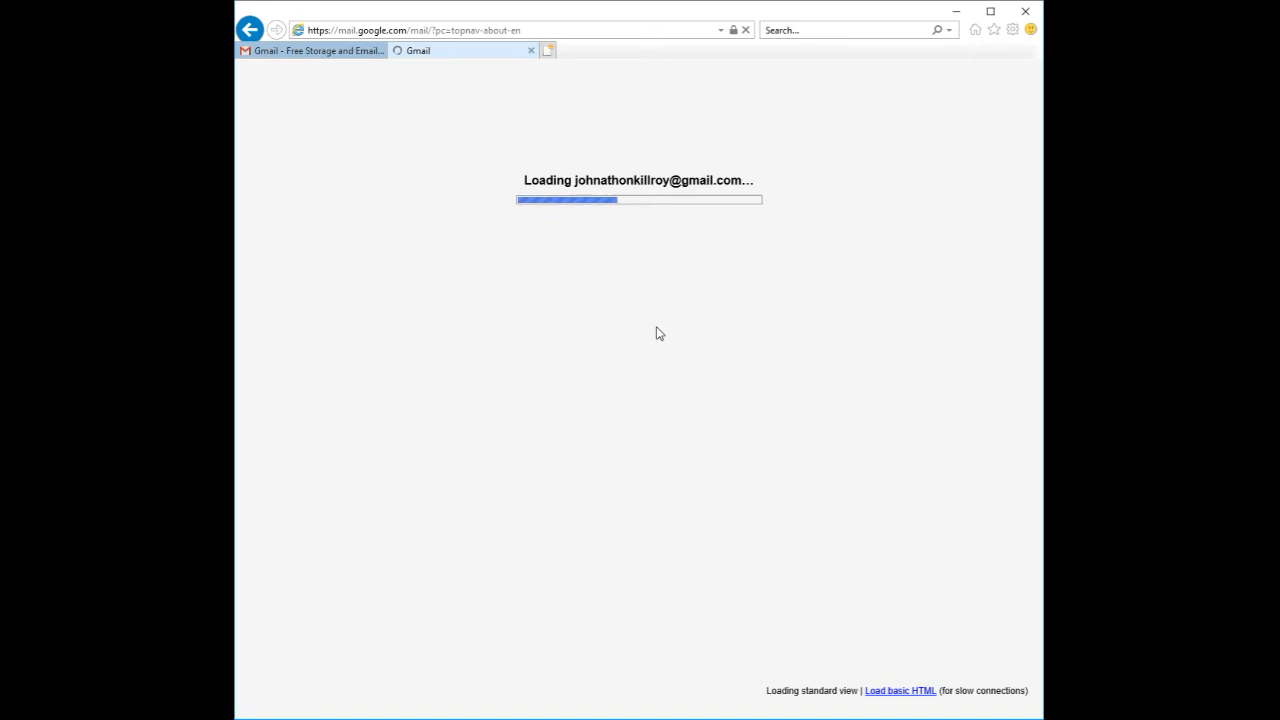 https://mail.google.com/mail/?pc=topnav-about-en
Search...
Gmail - Free Storage and Email...
Gmail
Loading johnathonkillroy@gmail.com...
Loading standard view | Load basic HTML (for slow connections)